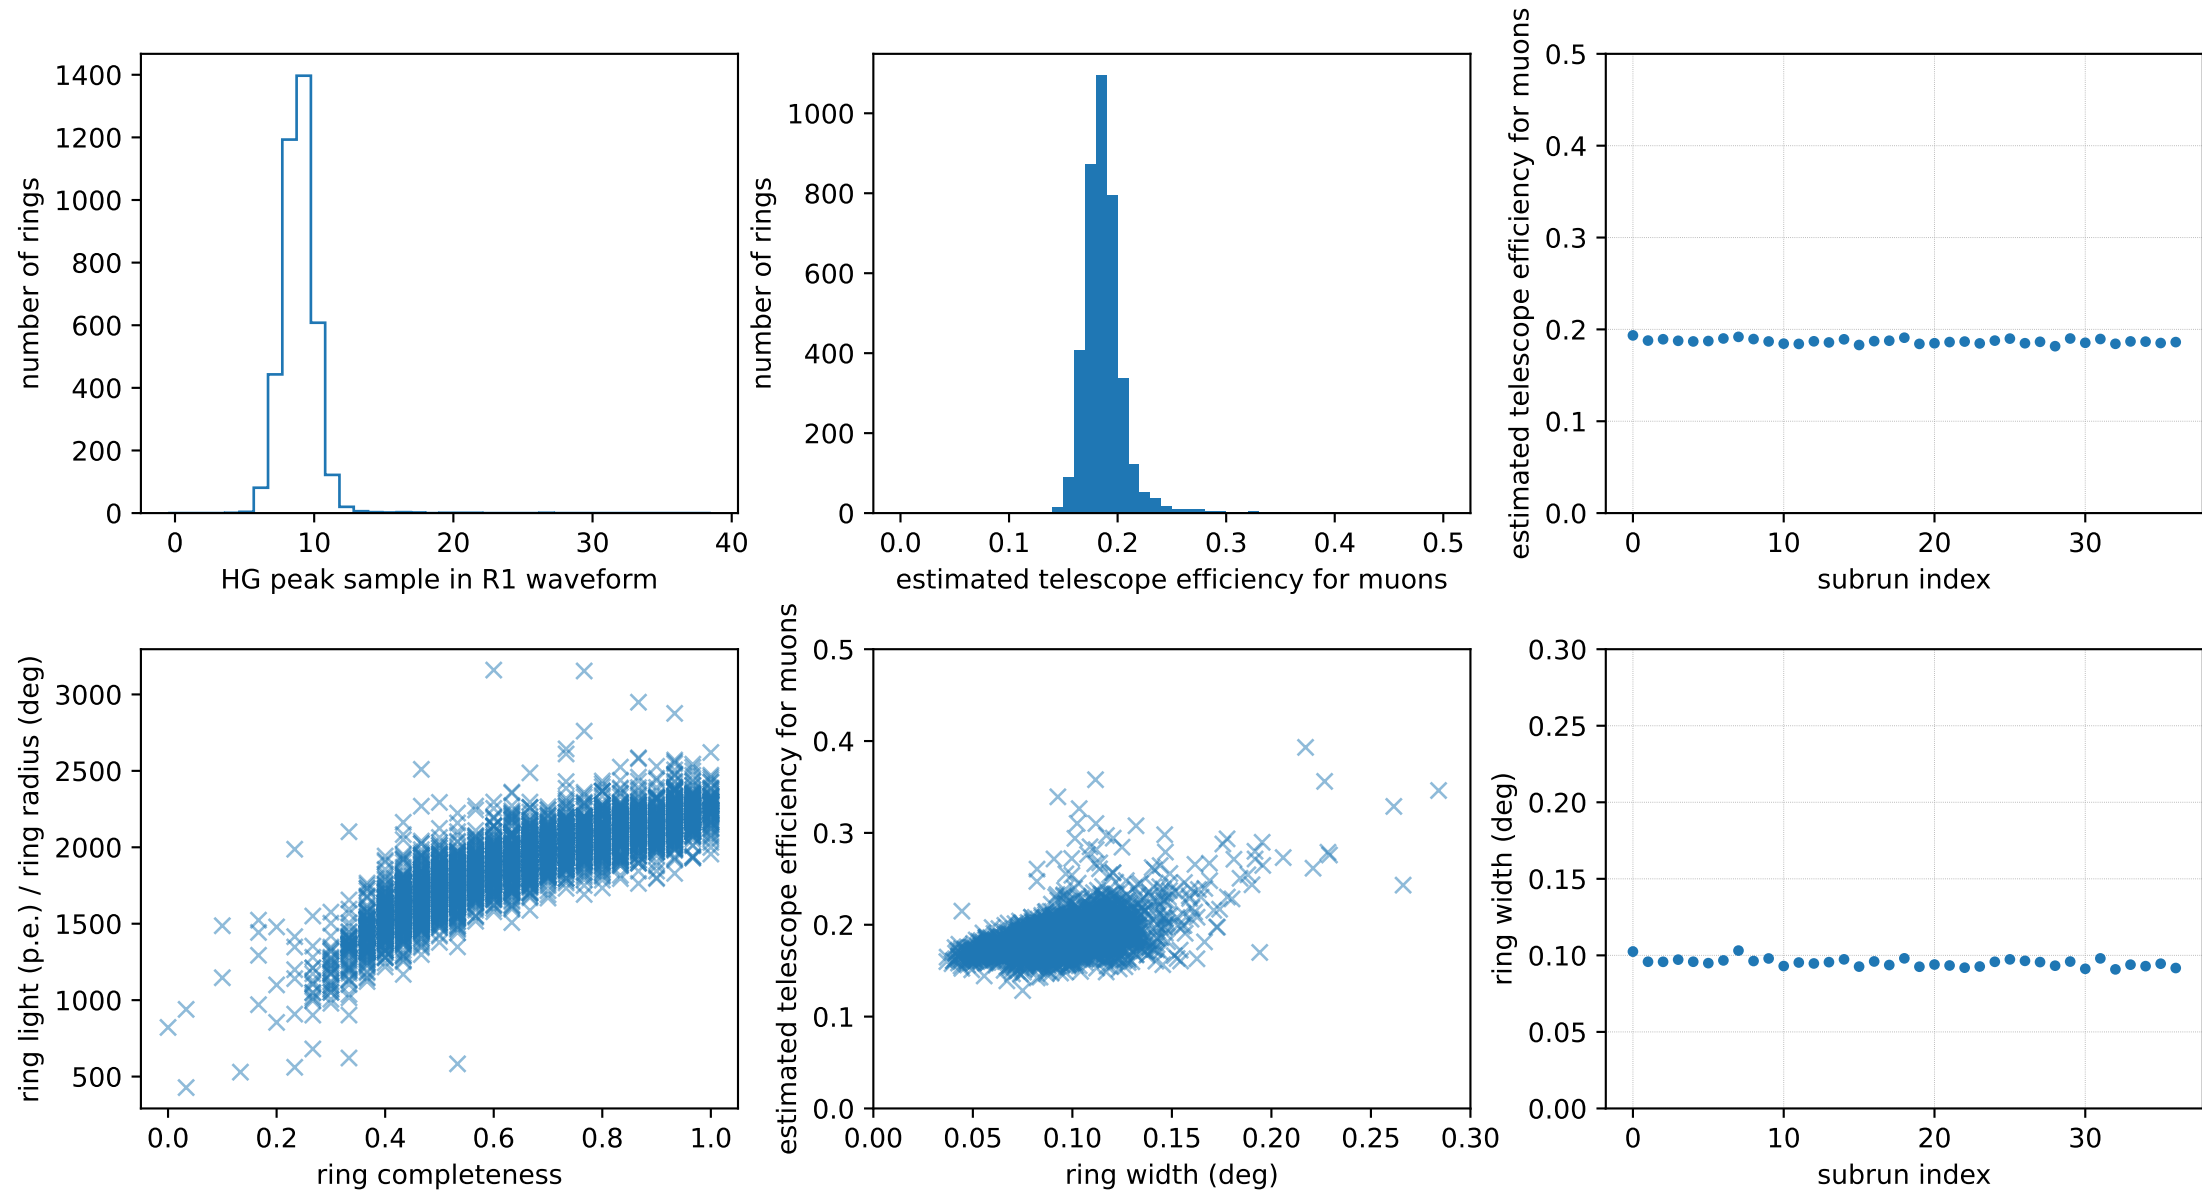 number of rings
1400
1200
1000
800
600
400
200
0
0 10 20 30 40
HG peak sample in R1 waveform
number of rings
1000
800
600
400
200
0
0.0 0.1 0.2 0.3 0.4 0.5
estimated telescope efficiency for muons
estimated telescope efficiency for muons
0.5
0.4
0.3
0.2
0.1
0.0
0 10 20 30
subrun index
ring light (p.e.) / ring radius (deg)
3000
2500
2000
1500
1000
500
0.0 0.2 0.4 0.6 0.8 1.0
ring completeness
estimated telescope efficiency for muons
0.5
0.4
0.3
0.2
0.1
0.0
0.00 0.05 0.10 0.15 0.20 0.25 0.30
ring width (deg)
ring width (deg)
0.30
0.25
0.20
0.15
0.10
0.05
0.00
0 10 20 30
subrun index